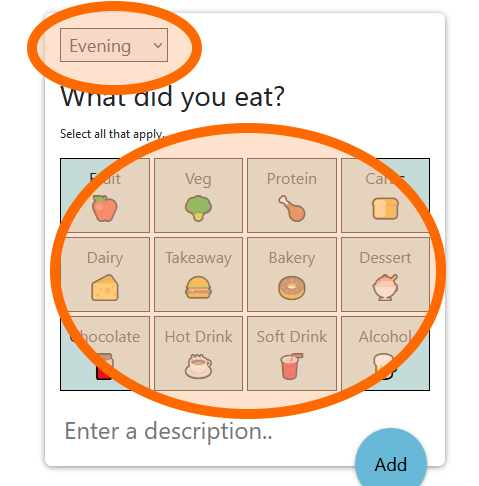 Evening
What did you eat?
Select all that apply.
Fruit Veg Protein Carbs
Dairy Takeaway Bakery Dessert
Chocolate Hot Drink Soft Drink Alcohol
Enter a description..
Add